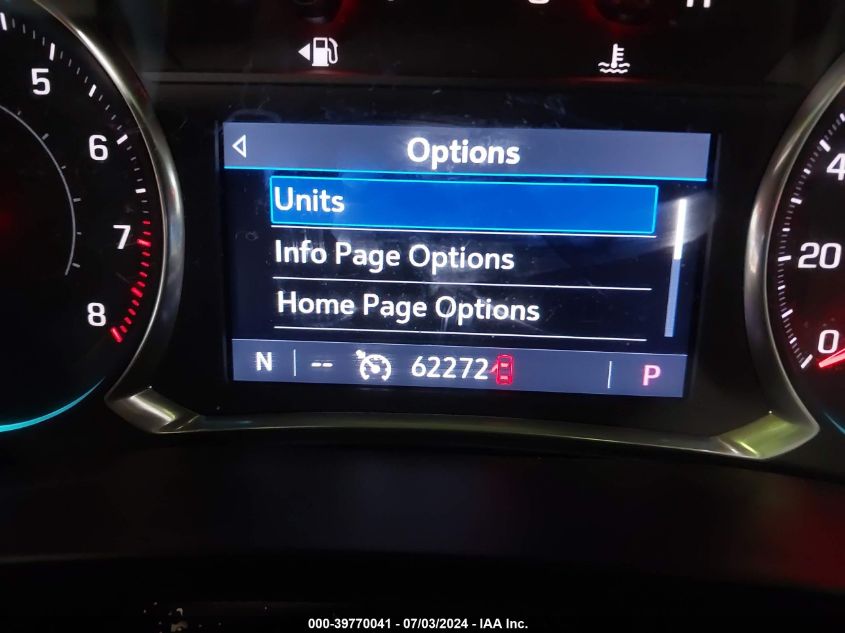 5
6
7
8
Options
Units
Info Page Options
Home Page Options
N -- 62272 P
4
20
0
000-39770041 - 07/03/2024 - IAA Inc.